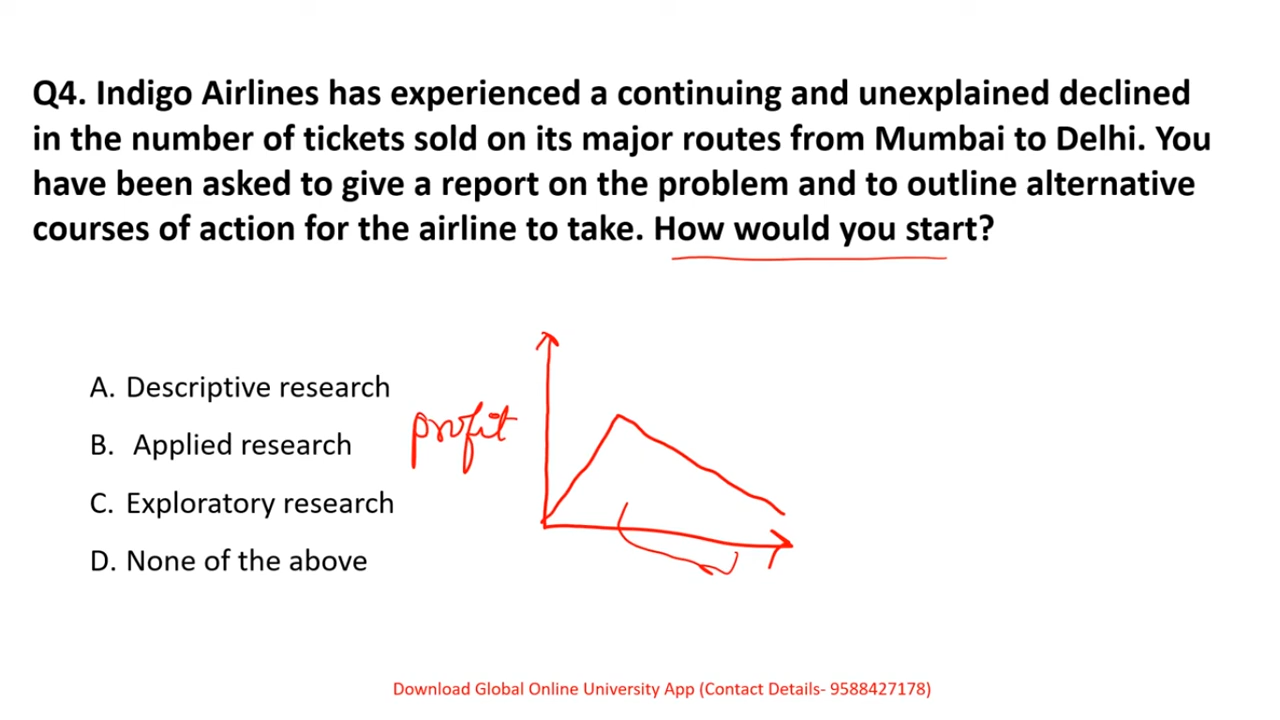 Q4. Indigo Airlines has experienced a continuing and unexplained declined
in the number of tickets sold on its major routes from Mumbai to Delhi. You
have been asked to give a report on the problem and to outline alternative
courses of action for the airline to take. How would you start?
A. Descriptive research
profit
B. Applied research
C. Exploratory research
D. None of the above
Download Global Online University App (Contact Details- 9588427178)